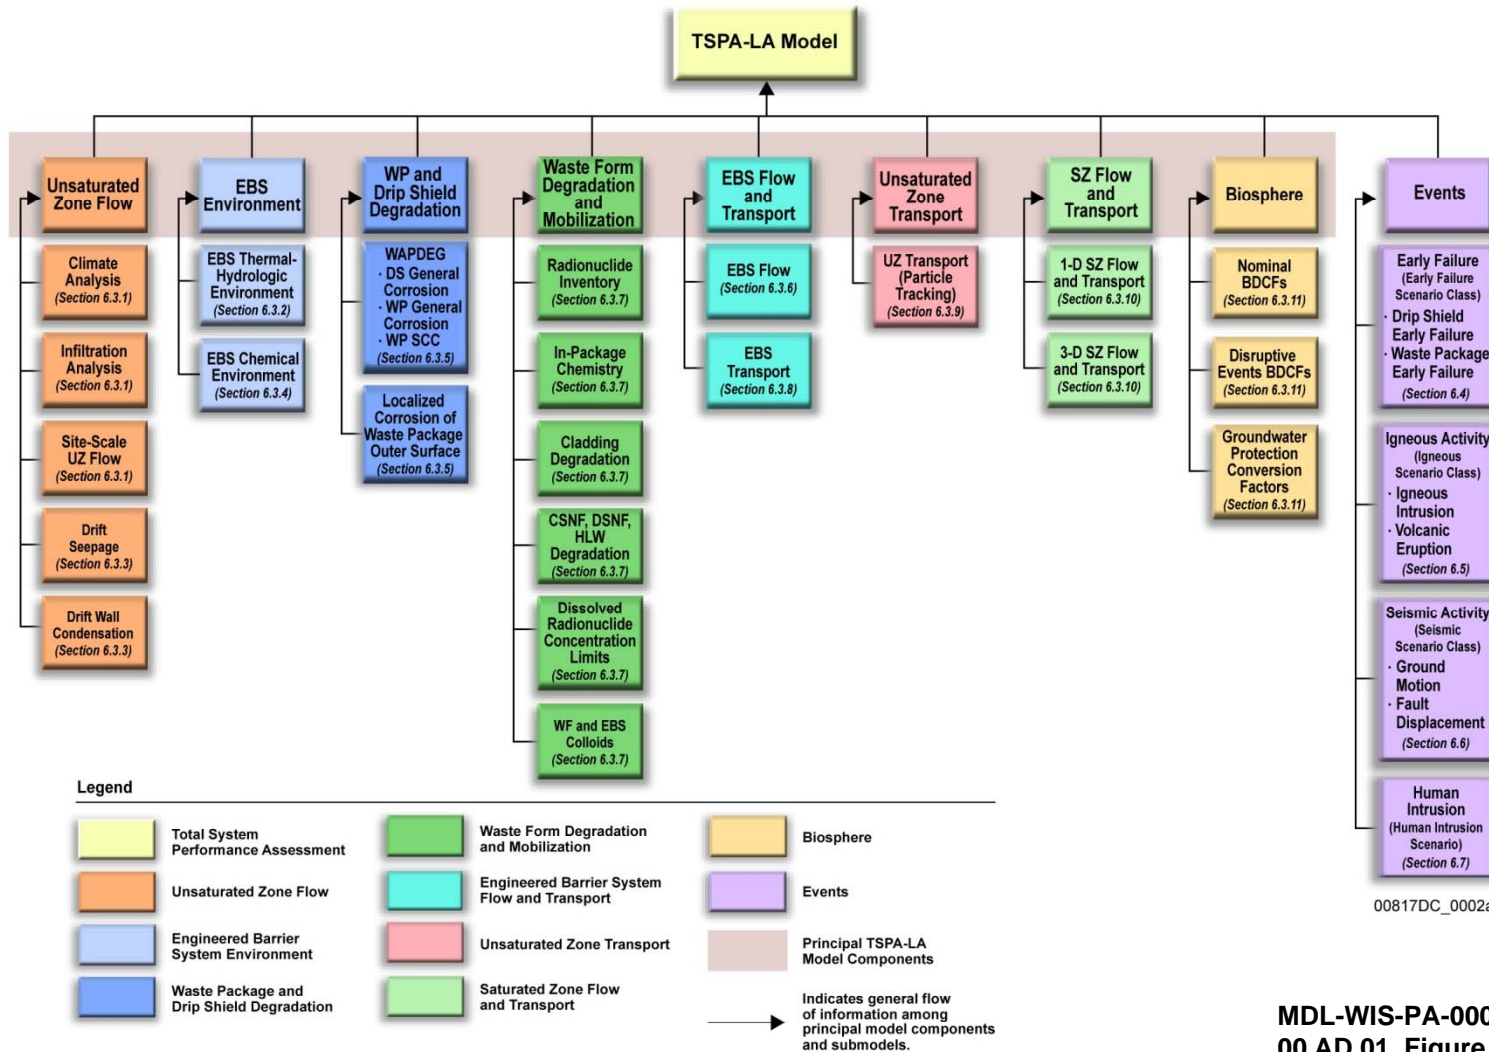 TSPA-LA Model
Unsaturated
Zone Flow
EBS
Environment
WP and
Drip Shield
Degradation
Waste Form
Degradation
and
Mobilization
EBS Flow
and
Transport
Unsaturated
Zone
Transport
SZ Flow
and
Transport
Biosphere
Events
Climate
Analysis
(Section 6.3.1)
Infiltration
Analysis
(Section 6.3.1)
Site-Scale
UZ Flow
(Section 6.3.1)
Drift
Seepage
(Section 6.3.3)
Drift Wall
Condensation
(Section 6.3.3)
EBS Thermal-
Hydrologic
Environment
(Section 6.3.2)
EBS Chemical
Environment
(Section 6.3.4)
WAPDEG
· DS General
Corrosion
· WP General
Corrosion
· WP SCC
(Section 6.3.5)
Localized
Corrosion of
Waste Package
Outer Surface
(Section 6.3.5)
Radionuclide
Inventory
(Section 6.3.7)
In-Package
Chemistry
(Section 6.3.7)
Cladding
Degradation
(Section 6.3.7)
CSNF, DSNF,
HLW
Degradation
(Section 6.3.7)
Dissolved
Radionuclide
Concentration
Limits
(Section 6.3.7)
WF and EBS
Colloids
(Section 6.3.7)
EBS Flow
(Section 6.3.6)
EBS
Transport
(Section 6.3.8)
UZ Transport
(Particle
Tracking)
(Section 6.3.9)
1-D SZ Flow
and Transport
(Section 6.3.10)
3-D SZ Flow
and Transport
(Section 6.3.10)
Nominal
BDCFs
(Section 6.3.11)
Disruptive
Events BDCFs
(Section 6.3.11)
Groundwater
Protection
Conversion
Factors
(Section 6.3.11)
Early Failure
(Early Failure
Scenario Class)
· Drip Shield
Early Failure
· Waste Package
Early Failure
(Section 6.4)
Igneous Activity
(Igneous
Scenario Class)
· Igneous
Intrusion
· Volcanic
Eruption
(Section 6.5)
Seismic Activity
(Seismic
Scenario Class)
· Ground
Motion
· Fault
Displacement
(Section 6.6)
Human
Intrusion
(Human Intrusion
Scenario)
(Section 6.7)
00817DC_0002a
Legend
Total System
Performance Assessment
Unsaturated Zone Flow
Engineered Barrier
System Environment
Waste Package and
Drip Shield Degradation
Waste Form Degradation
and Mobilization
Engineered Barrier System
Flow and Transport
Unsaturated Zone Transport
Saturated Zone Flow
and Transport
Biosphere
Events
Principal TSPA-LA
Model Components
Indicates general flow
of information among
principal model components
and submodels.
MDL-WIS-PA-000
00 AD 01, Figure